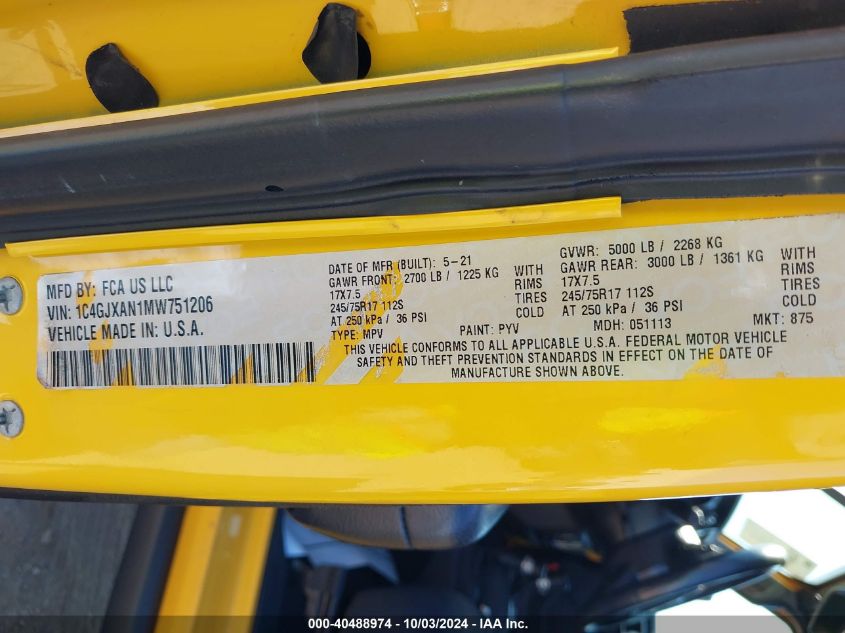 MFD BY: FCA US LLC
VIN: 1C4GJXAN1MW751206
VEHICLE MADE IN: U.S.A.
DATE OF MFR (BUILT): 5-21
GAWR FRONT: 2700 LB / 1225 KG WITH
17X7.5 RIMS
245/75R17 112S TIRES
AT 250 kPa / 36 PSI COLD
TYPE: MPV PAINT: PYV
GVWR: 5000 LB / 2268 KG
GAWR REAR: 3000 LB / 1361 KG WITH
17X7.5 RIMS
245/75R17 112S TIRES
AT 250 kPa / 36 PSI COLD
MDH: 051113 MKT: 875
THIS VEHICLE CONFORMS TO ALL APPLICABLE U.S.A. FEDERAL MOTOR VEHICLE
SAFETY AND THEFT PREVENTION STANDARDS IN EFFECT ON THE DATE OF
MANUFACTURE SHOWN ABOVE.
000-40488974 - 10/03/2024 - IAA Inc.